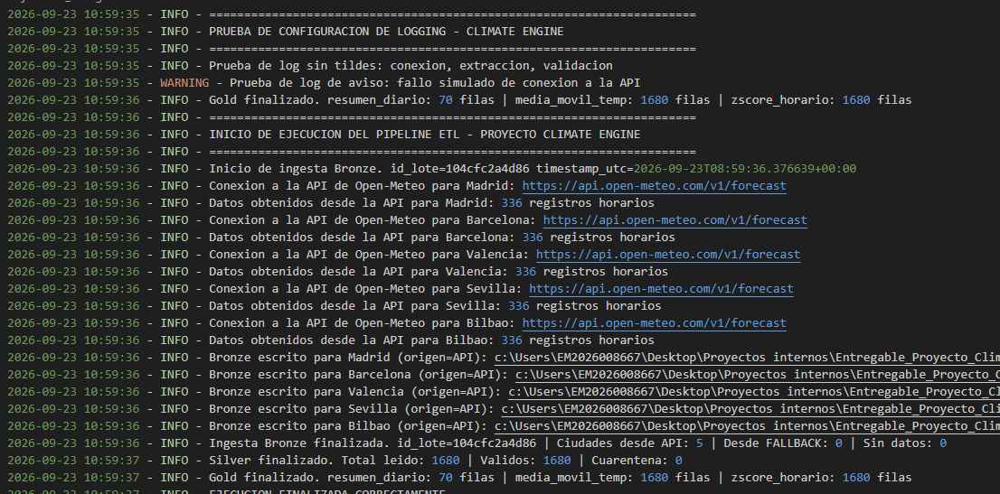 2026-09-23 10:59:35 - INFO - ======================================================================
2026-09-23 10:59:35 - INFO - PRUEBA DE CONFIGURACION DE LOGGING - CLIMATE ENGINE
2026-09-23 10:59:35 - INFO - ======================================================================
2026-09-23 10:59:35 - INFO - Prueba de log sin tildes: conexion, extraccion, validacion
2026-09-23 10:59:35 - WARNING - Prueba de log de aviso: fallo simulado de conexion a la API
2026-09-23 10:59:36 - INFO - Gold finalizado. resumen_diario: 70 filas | media_movil_temp: 1680 filas | zscore_horario: 1680 filas
2026-09-23 10:59:36 - INFO - ======================================================================
2026-09-23 10:59:36 - INFO - INICIO DE EJECUCION DEL PIPELINE ETL - PROYECTO CLIMATE ENGINE
2026-09-23 10:59:36 - INFO - ======================================================================
2026-09-23 10:59:36 - INFO - Inicio de ingesta Bronze. id_lote=104cfc2a4d86 timestamp_utc=2026-09-23T08:59:36.376639+00:00
2026-09-23 10:59:36 - INFO - Conexion a la API de Open-Meteo para Madrid: https://api.open-meteo.com/v1/forecast
2026-09-23 10:59:36 - INFO - Datos obtenidos desde la API para Madrid: 336 registros horarios
2026-09-23 10:59:36 - INFO - Conexion a la API de Open-Meteo para Barcelona: https://api.open-meteo.com/v1/forecast
2026-09-23 10:59:36 - INFO - Datos obtenidos desde la API para Barcelona: 336 registros horarios
2026-09-23 10:59:36 - INFO - Conexion a la API de Open-Meteo para Valencia: https://api.open-meteo.com/v1/forecast
2026-09-23 10:59:36 - INFO - Datos obtenidos desde la API para Valencia: 336 registros horarios
2026-09-23 10:59:36 - INFO - Conexion a la API de Open-Meteo para Sevilla: https://api.open-meteo.com/v1/forecast
2026-09-23 10:59:36 - INFO - Datos obtenidos desde la API para Sevilla: 336 registros horarios
2026-09-23 10:59:36 - INFO - Conexion a la API de Open-Meteo para Bilbao: https://api.open-meteo.com/v1/forecast
2026-09-23 10:59:36 - INFO - Datos obtenidos desde la API para Bilbao: 336 registros horarios
2026-09-23 10:59:36 - INFO - Bronze escrito para Madrid (origen=API): c:\Users\EM2026008667\Desktop\Proyectos internos\Entregable_Proyecto_Clim
2026-09-23 10:59:36 - INFO - Bronze escrito para Barcelona (origen=API): c:\Users\EM2026008667\Desktop\Proyectos internos\Entregable_Proyecto_C
2026-09-23 10:59:36 - INFO - Bronze escrito para Valencia (origen=API): c:\Users\EM2026008667\Desktop\Proyectos internos\Entregable_Proyecto_Cl
2026-09-23 10:59:36 - INFO - Bronze escrito para Sevilla (origen=API): c:\Users\EM2026008667\Desktop\Proyectos internos\Entregable_Proyecto_Cli
2026-09-23 10:59:36 - INFO - Bronze escrito para Bilbao (origen=API): c:\Users\EM2026008667\Desktop\Proyectos internos\Entregable_Proyecto_Clim
2026-09-23 10:59:36 - INFO - Ingesta Bronze finalizada. id_lote=104cfc2a4d86 | Ciudades desde API: 5 | Desde FALLBACK: 0 | Sin datos: 0
2026-09-23 10:59:37 - INFO - Silver finalizado. Total leido: 1680 | Validos: 1680 | Cuarentena: 0
2026-09-23 10:59:37 - INFO - Gold finalizado. resumen_diario: 70 filas | media_movil_temp: 1680 filas | zscore_horario: 1680 filas
2026-09-23 10:59:37 - INFO - EJECUCION FINALIZADA CORRECTAMENTE